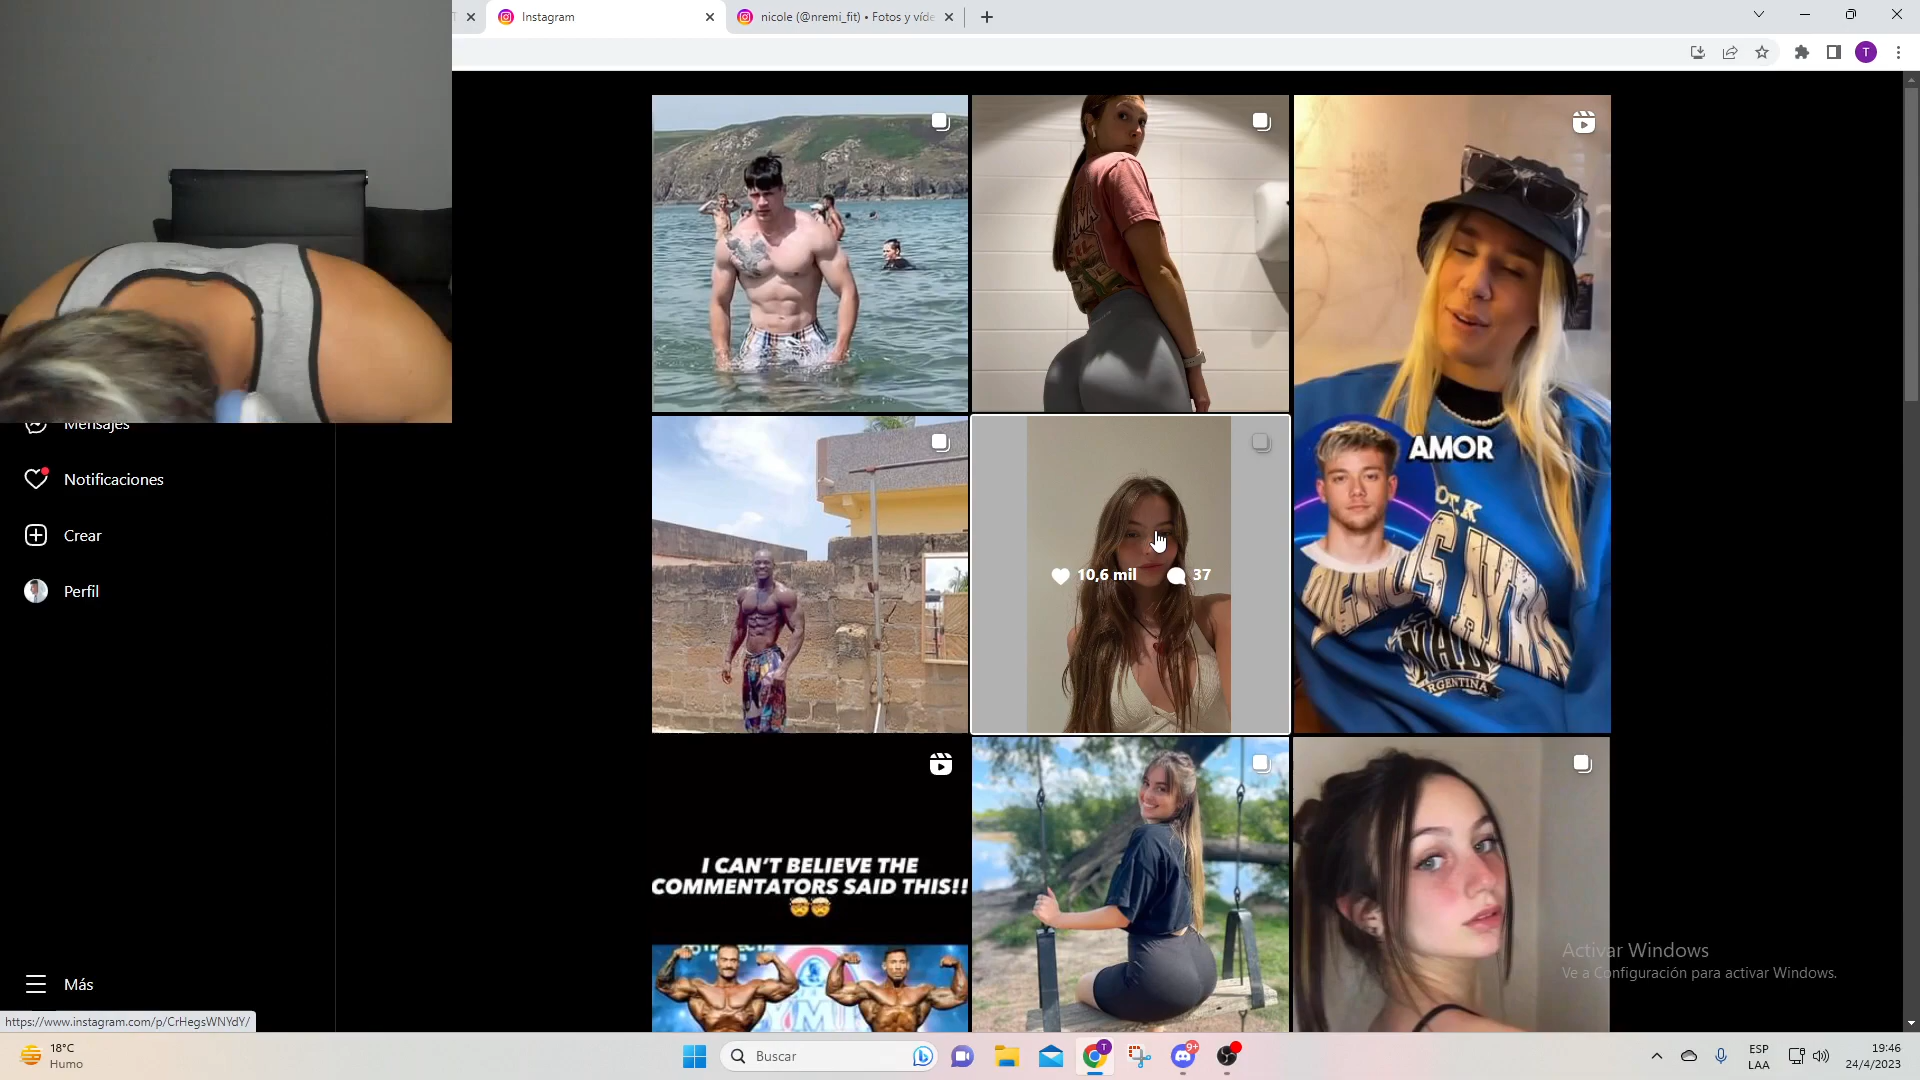 Instagram
nicole (@nremi_fit) • Fotos y víde
T
Mensajes
Notificaciones
Crear
Perfil
Más
10,6 mil
37
AMOR
I CAN'T BELIEVE THE
COMMENTATORS SAID THIS!!
Activar Windows
Ve a Configuración para activar Windows.
https://www.instagram.com/p/CrHegsWNYdY/
18°C
Humo
Buscar
T
9+
ESP
LAA
19:46
24/4/2023